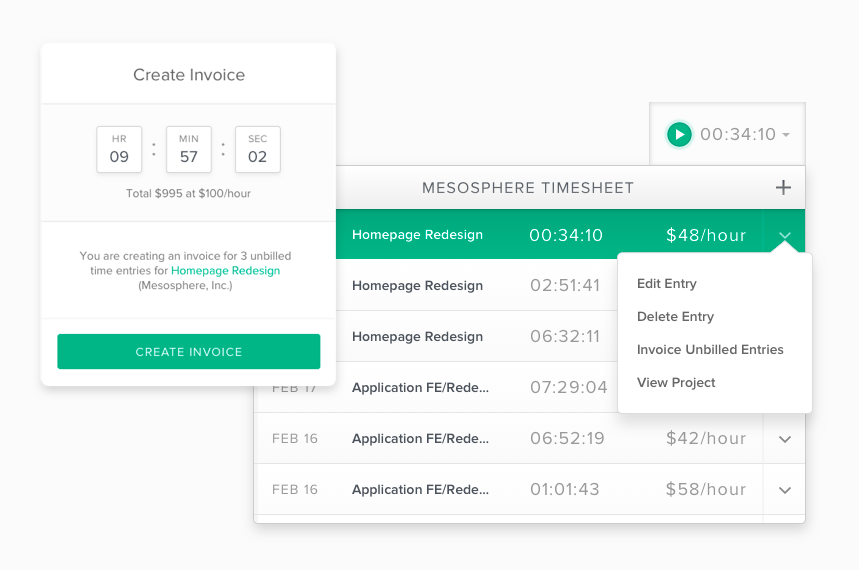 Create Invoice
HR
09
:
MIN
57
:
SEC
02
Total $995 at $100/hour
You are creating an invoice for 3 unbilled
time entries for Homepage Redesign
(Mesosphere, Inc.)
CREATE INVOICE
00:34:10
MESOSPHERE TIMESHEET
Homepage Redesign 00:34:10 $48/hour
Homepage Redesign 02:51:41
Homepage Redesign 06:32:11
FEB 17 Application FE/Rede... 07:29:04
FEB 16 Application FE/Rede... 06:52:19 $42/hour
FEB 16 Application FE/Rede... 01:01:43 $58/hour
Edit Entry
Delete Entry
Invoice Unbilled Entries
View Project